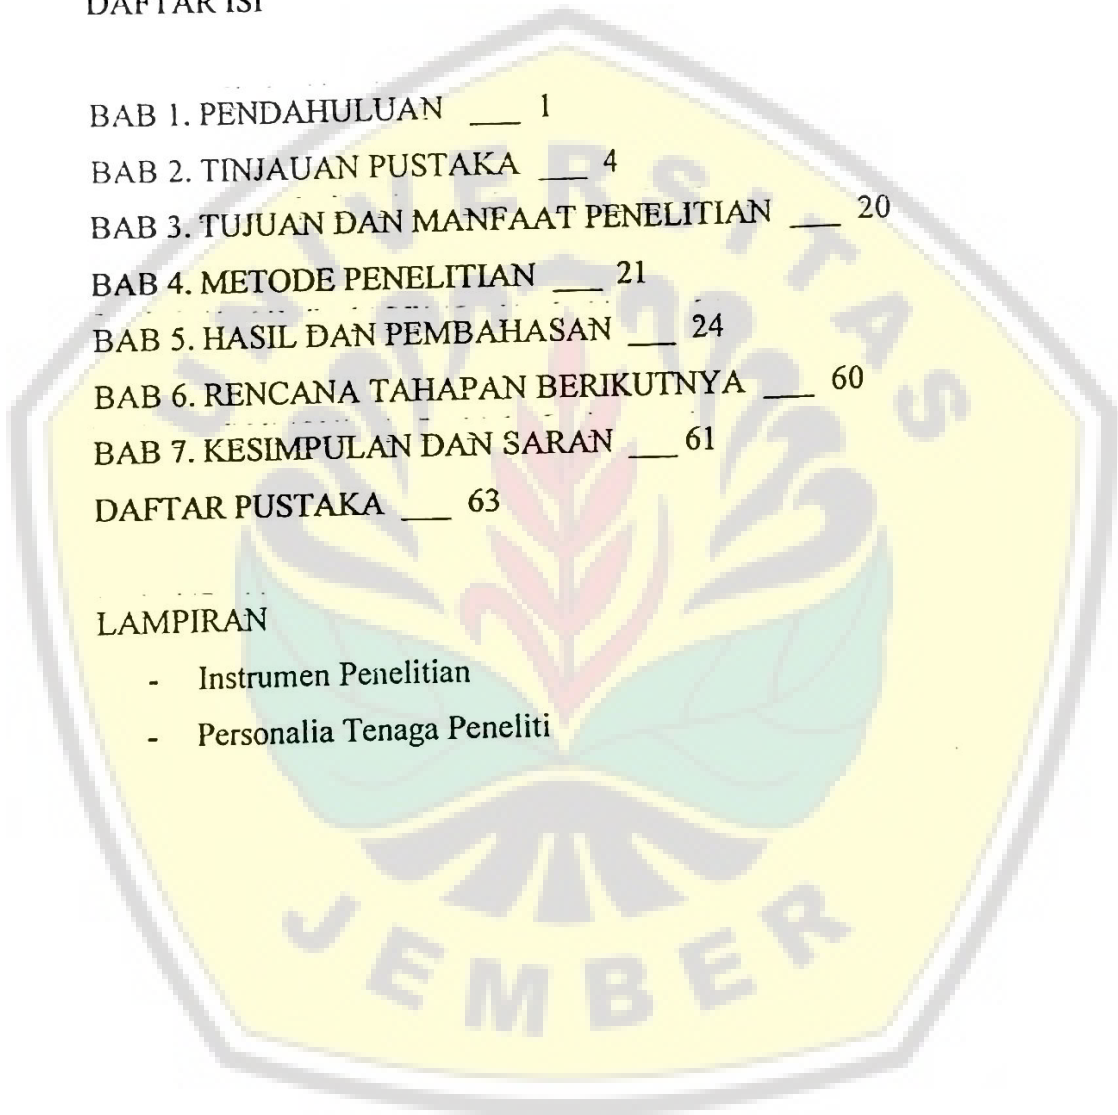 DAFTAR ISI
BAB 1. PENDAHULUAN ___ 1
BAB 2. TINJAUAN PUSTAKA ___ 4
BAB 3. TUJUAN DAN MANFAAT PENELITIAN ___ 20
BAB 4. METODE PENELITIAN ___ 21
BAB 5. HASIL DAN PEMBAHASAN ___ 24
BAB 6. RENCANA TAHAPAN BERIKUTNYA ___ 60
BAB 7. KESIMPULAN DAN SARAN ___ 61
DAFTAR PUSTAKA ___ 63
LAMPIRAN
- Instrumen Penelitian
- Personalia Tenaga Peneliti
UNIVERSITAS
JEMBER